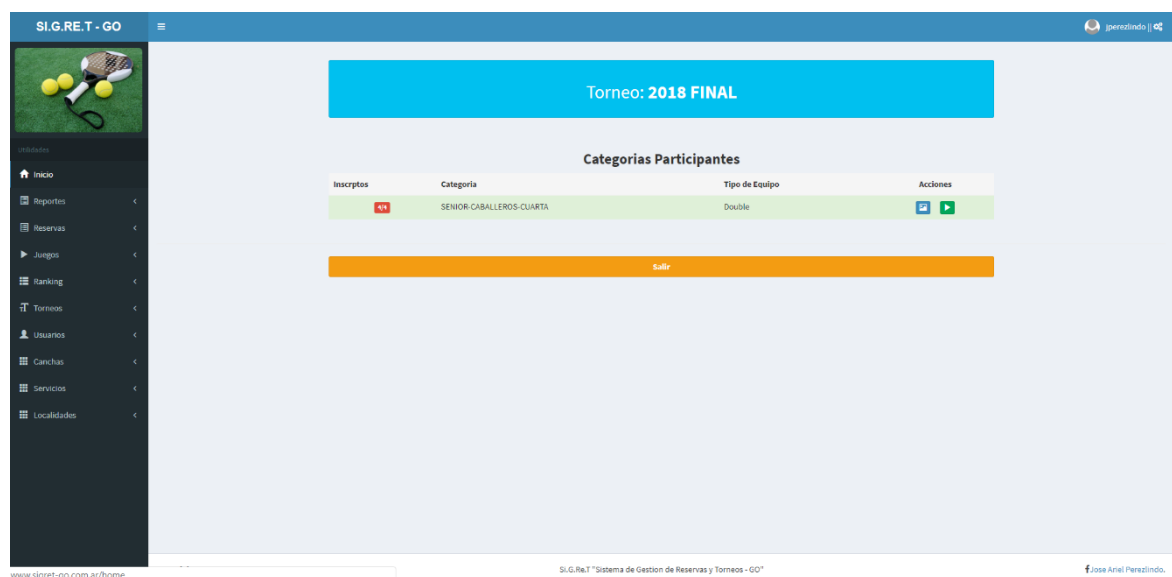 SI.G.RE.T - GO
jperezlindo ||
Torneo: 2018 FINAL
Utilidades
Inicio
Reportes
Reservas
Juegos
Ranking
Torneos
Usuarios
Canchas
Servicios
Localidades
Categorias Participantes
Inscrptos Categoria Tipo de Equipo Acciones
4/4 SENIOR-CABALLEROS-CUARTA Double
Salir
www.sigret-go.com.ar/home
SI.G.Re.T "Sistema de Gestion de Reservas y Torneos - GO"
Jose Ariel Perezlindo.